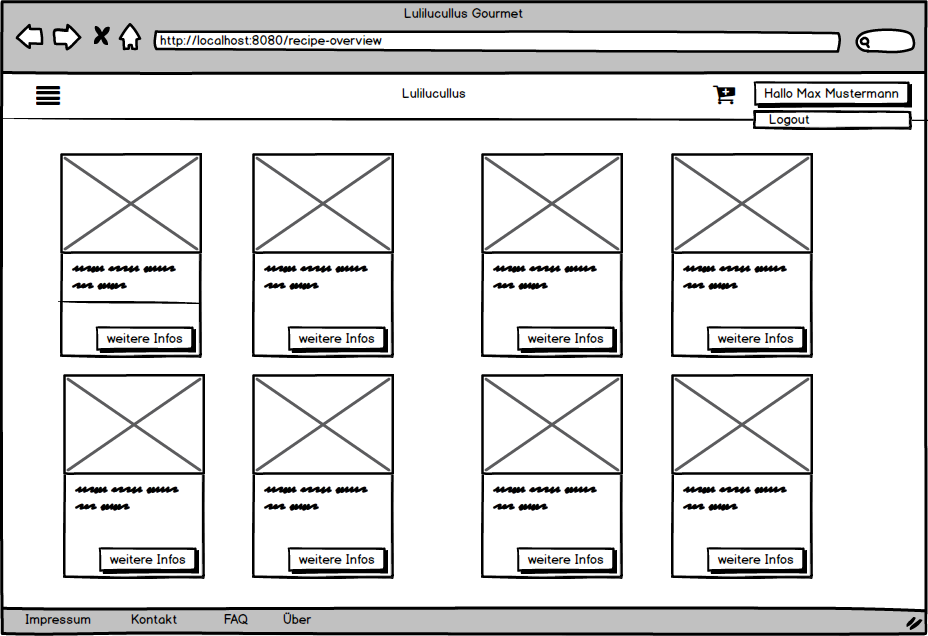 Lulilucullus Gourmet
http://localhost:8080/recipe-overview
Lulilucullus
Hallo Max Mustermann
Logout
weitere Infos
weitere Infos
weitere Infos
weitere Infos
weitere Infos
weitere Infos
weitere Infos
weitere Infos
Impressum
Kontakt
FAQ
Über